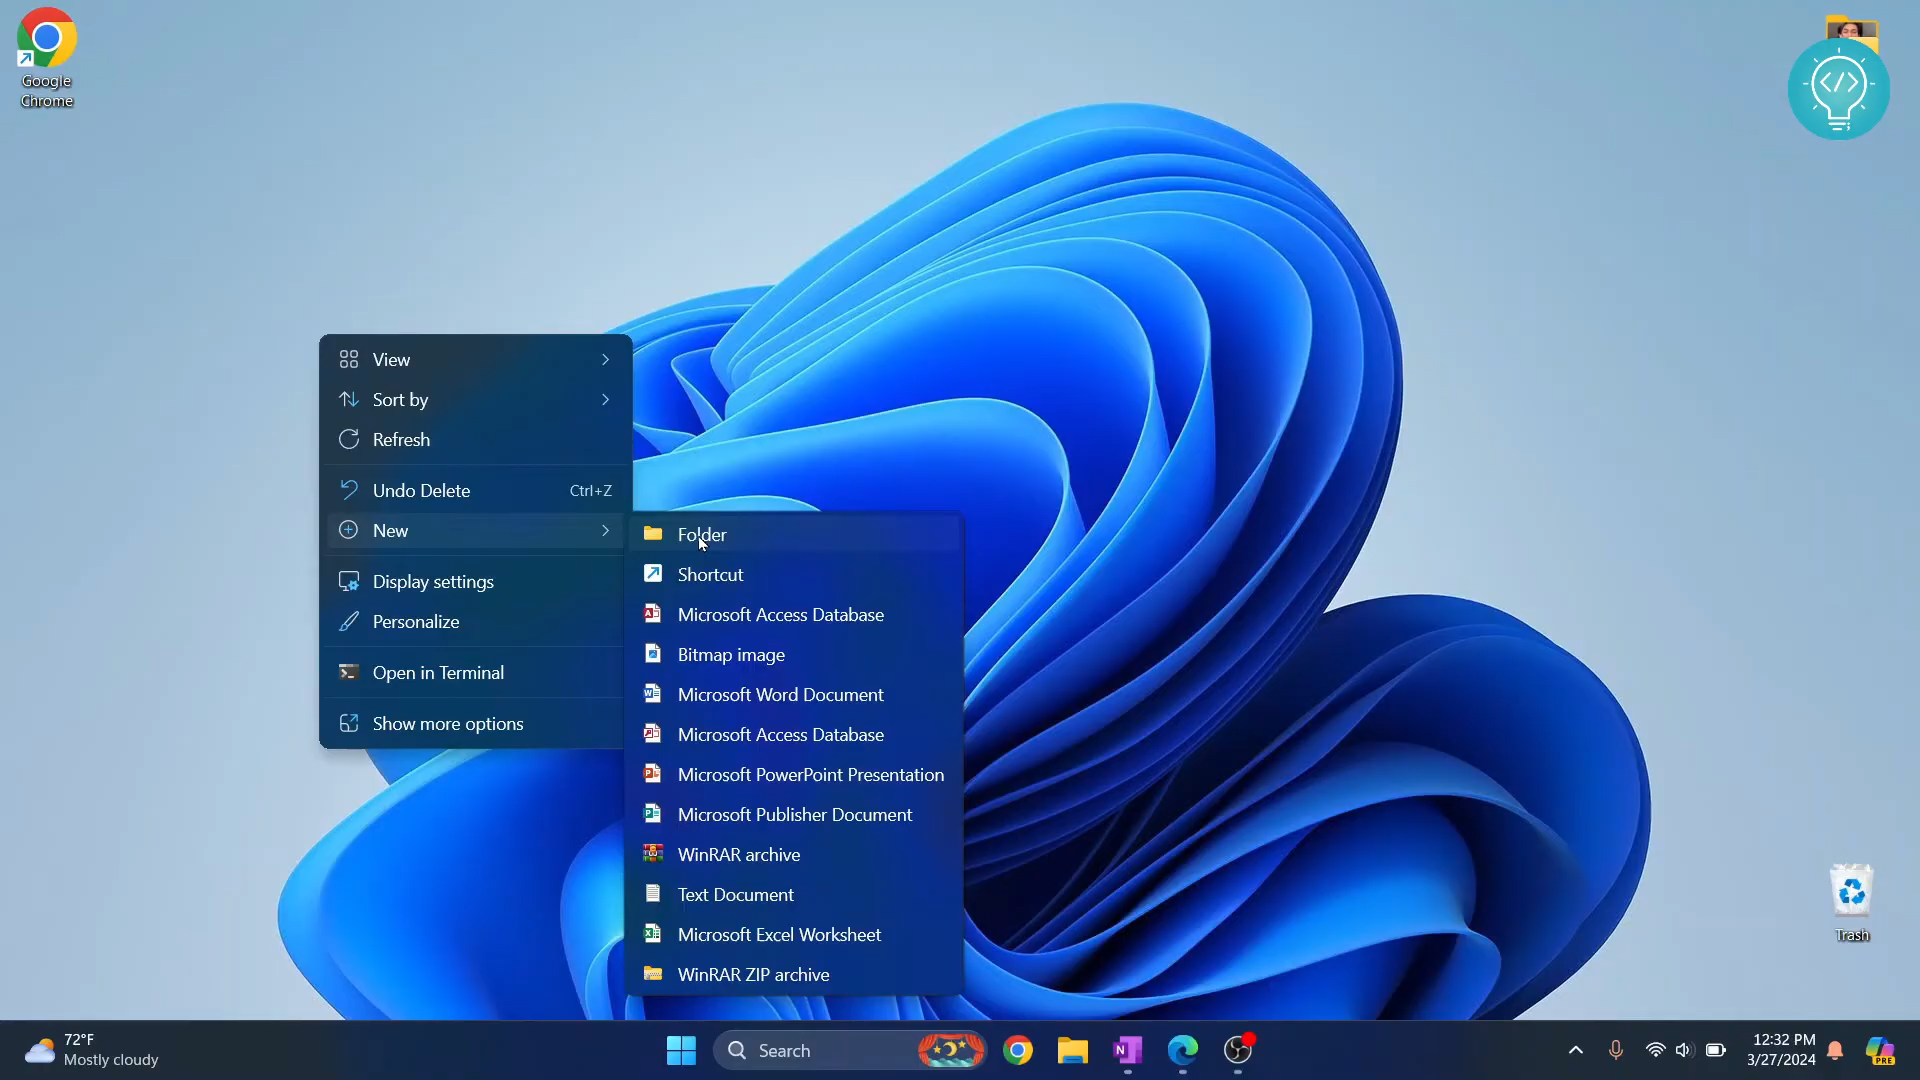 Google
Chrome
View
Sort by
Refresh
Undo Delete Ctrl+Z
New
Display settings
Personalize
Open in Terminal
Show more options
Folder
Shortcut
Microsoft Access Database
Bitmap image
Microsoft Word Document
Microsoft Access Database
Microsoft PowerPoint Presentation
Microsoft Publisher Document
WinRAR archive
Text Document
Microsoft Excel Worksheet
WinRAR ZIP archive
Trash
72°F
Mostly cloudy
Search
12:32 PM
3/27/2024
PRE